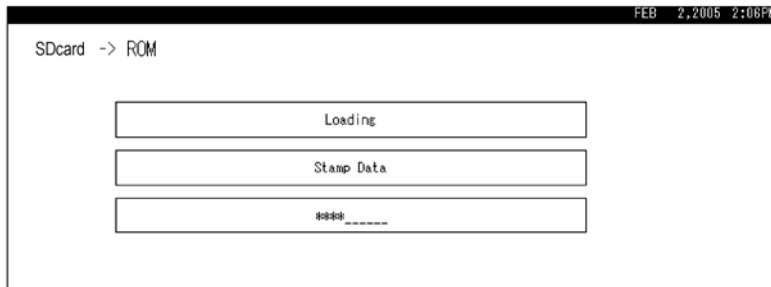 FEB 2,2005 2:06P
SDcard -> ROM
Loading
Stamp Data
****______